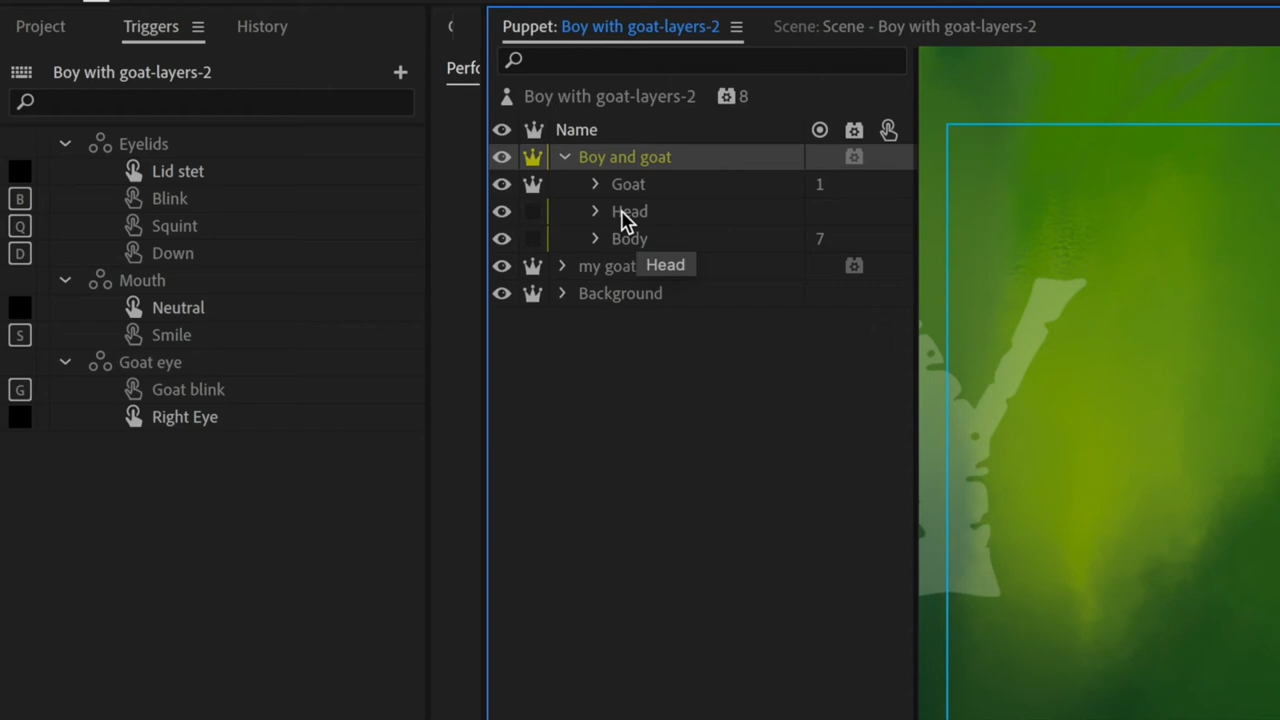 Project
Triggers
History
Boy with goat-layers-2
Eyelids
Lid stet
B
Blink
Q
Squint
D
Down
Mouth
Neutral
S
Smile
Goat eye
G
Goat blink
Right Eye
Perfo
Puppet: Boy with goat-layers-2
Scene: Scene - Boy with goat-layers-2
Boy with goat-layers-2
8
Name
Boy and goat
Goat
1
Head
Body
7
my goat
Head
Background